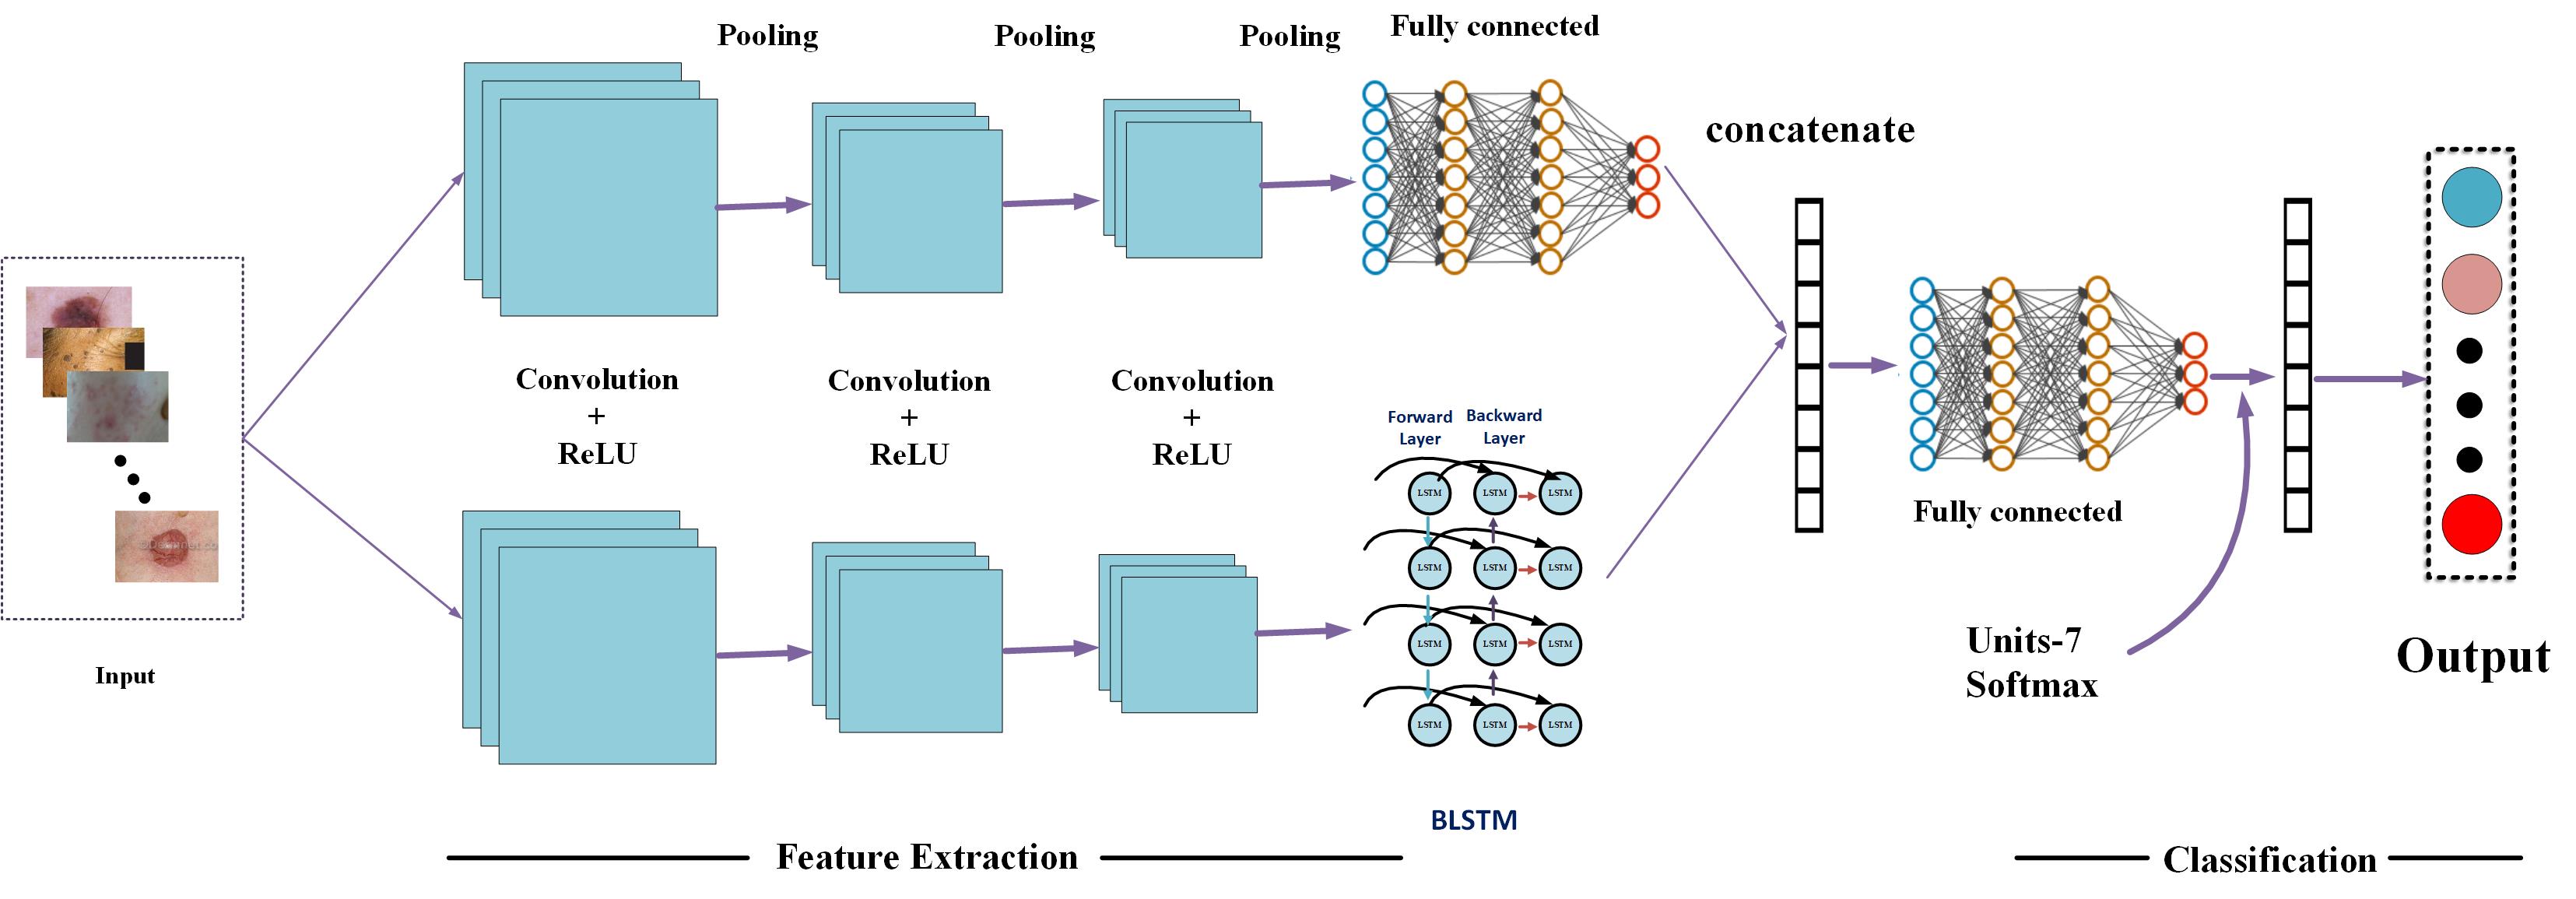 Pooling
Pooling
Pooling
Fully connected
concatenate
Convolution
+
ReLU
Convolution
+
ReLU
Convolution
+
ReLU
Forward
Layer
Backward
Layer
LSTM
LSTM
LSTM
LSTM
LSTM
LSTM
LSTM
LSTM
LSTM
LSTM
LSTM
LSTM
BLSTM
Fully connected
Units-7
Softmax
Input
Output
Feature Extraction
Classification